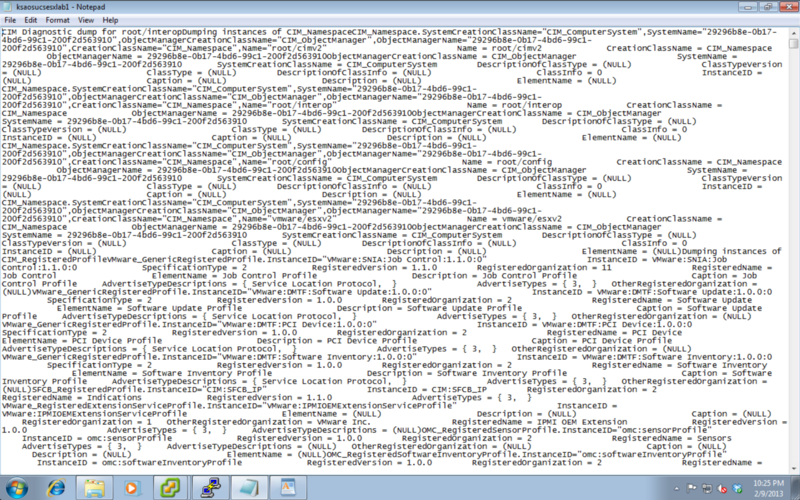 ksaosucsesxlab1 - Notepad
File Edit Format View Help
CIM Diagnostic dump for root/interopDumping instances of CIM_NamespaceCIM_Namespace.SystemCreationClassName="CIM_ComputerSystem",SystemName="29296b8e-0b17-
4bd6-99c1-200f2d563910",ObjectManagerCreationClassName="CIM_ObjectManager",ObjectManagerName="29296b8e-0b17-4bd6-99c1-
200f2d563910",CreationClassName="CIM_Namespace",Name="root/cimv2" Name = root/cimv2 CreationClassName = CIM_Namespace
ObjectManagerName = 29296b8e-0b17-4bd6-99c1-200f2d563910ObjectManagerCreationClassName = CIM_ObjectManager SystemName =
29296b8e-0b17-4bd6-99c1-200f2d563910 SystemCreationClassName = CIM_ComputerSystem DescriptionOfClassType = (NULL) ClassTypeVersion
= (NULL) ClassType = (NULL) DescriptionOfClassInfo = (NULL) ClassInfo = 0 InstanceID =
(NULL) Caption = (NULL) Description = (NULL) ElementName = (NULL)
CIM_Namespace.SystemCreationClassName="CIM_ComputerSystem",SystemName="29296b8e-0b17-4bd6-99c1-
200f2d563910",ObjectManagerCreationClassName="CIM_ObjectManager",ObjectManagerName="29296b8e-0b17-4bd6-99c1-
200f2d563910",CreationClassName="CIM_Namespace",Name="root/interop" Name = root/interop CreationClassName =
CIM_Namespace ObjectManagerName = 29296b8e-0b17-4bd6-99c1-200f2d563910ObjectManagerCreationClassName = CIM_ObjectManager
SystemName = 29296b8e-0b17-4bd6-99c1-200f2d563910 SystemCreationClassName = CIM_ComputerSystem DescriptionOfClassType = (NULL)
ClassTypeVersion = (NULL) ClassType = (NULL) DescriptionOfClassInfo = (NULL) ClassInfo = 0
InstanceID = (NULL) Caption = (NULL) Description = (NULL) ElementName = (NULL)
CIM_Namespace.SystemCreationClassName="CIM_ComputerSystem",SystemName="29296b8e-0b17-4bd6-99c1-
200f2d563910",ObjectManagerCreationClassName="CIM_ObjectManager",ObjectManagerName="29296b8e-0b17-4bd6-99c1-
200f2d563910",CreationClassName="CIM_Namespace",Name="root/config" Name = root/config CreationClassName = CIM_Namespace
ObjectManagerName = 29296b8e-0b17-4bd6-99c1-200f2d563910ObjectManagerCreationClassName = CIM_ObjectManager SystemName =
29296b8e-0b17-4bd6-99c1-200f2d563910 SystemCreationClassName = CIM_ComputerSystem DescriptionOfClassType = (NULL) ClassTypeVersion
= (NULL) ClassType = (NULL) DescriptionOfClassInfo = (NULL) ClassInfo = 0 InstanceID =
(NULL) Caption = (NULL) Description = (NULL) ElementName = (NULL)
CIM_Namespace.SystemCreationClassName="CIM_ComputerSystem",SystemName="29296b8e-0b17-4bd6-99c1-
200f2d563910",ObjectManagerCreationClassName="CIM_ObjectManager",ObjectManagerName="29296b8e-0b17-4bd6-99c1-
200f2d563910",CreationClassName="CIM_Namespace",Name="vmware/esxv2" Name = vmware/esxv2 CreationClassName =
CIM_Namespace ObjectManagerName = 29296b8e-0b17-4bd6-99c1-200f2d563910ObjectManagerCreationClassName = CIM_ObjectManager
SystemName = 29296b8e-0b17-4bd6-99c1-200f2d563910 SystemCreationClassName = CIM_ComputerSystem DescriptionOfClassType = (NULL)
ClassTypeVersion = (NULL) ClassType = (NULL) DescriptionOfClassInfo = (NULL) ClassInfo = 0
InstanceID = (NULL) Caption = (NULL) Description = (NULL) ElementName = (NULL)Dumping instances of
CIM_RegisteredProfileVMware_GenericRegisteredProfile.InstanceID="VMware:SNIA:Job Control:1.1.0:0" InstanceID = VMware:SNIA:Job
Control:1.1.0:0 SpecificationType = 2 RegisteredVersion = 1.1.0 RegisteredOrganization = 11 RegisteredName =
Job Control ElementName = Job Control Profile Description = Job Control Profile Caption = Job
Control Profile AdvertiseTypeDescriptions = { Service Location Protocol, } AdvertiseTypes = { 3, } OtherRegisteredOrganization =
(NULL)VMware_GenericRegisteredProfile.InstanceID="VMware:DMTF:Software Update:1.0.0:0" InstanceID = VMware:DMTF:Software Update:1.0.0:0
SpecificationType = 2 RegisteredVersion = 1.0.0 RegisteredOrganization = 2 RegisteredName = Software Update
ElementName = Software Update Profile Description = Software Update Profile Caption = Software Update
Profile AdvertiseTypeDescriptions = { Service Location Protocol, } AdvertiseTypes = { 3, } OtherRegisteredOrganization = (NULL)
VMware_GenericRegisteredProfile.InstanceID="VMware:DMTF:PCI Device:1.0.0:0" InstanceID = VMware:DMTF:PCI Device:1.0.0:0
SpecificationType = 2 RegisteredVersion = 1.0.0 RegisteredOrganization = 2 RegisteredName = PCI Device
ElementName = PCI Device Profile Description = PCI Device Profile Caption = PCI Device Profile
AdvertiseTypeDescriptions = { Service Location Protocol, } AdvertiseTypes = { 3, } OtherRegisteredOrganization = (NULL)
VMware_GenericRegisteredProfile.InstanceID="VMware:DMTF:Software Inventory:1.0.0:0" InstanceID = VMware:DMTF:Software Inventory:1.0.0:0
SpecificationType = 2 RegisteredVersion = 1.0.0 RegisteredOrganization = 2 RegisteredName = Software Inventory
ElementName = Software Inventory Profile Description = Software Inventory Profile Caption = Software
Inventory Profile AdvertiseTypeDescriptions = { Service Location Protocol, } AdvertiseTypes = { 3, } OtherRegisteredOrganization =
(NULL)SFCB_RegisteredProfile.InstanceID="CIM:SFCB_IP" InstanceID = CIM:SFCB_IP RegisteredOrganization = 2
RegisteredName = Indications RegisteredVersion = 1.1.0 AdvertiseTypes = { 3, }
VMware_RegisteredExtensionServiceProfile.InstanceID="VMware:IPMIOEMExtensionServiceProfile" InstanceID =
VMware:IPMIOEMExtensionServiceProfile ElementName = (NULL) Description = (NULL) Caption = (NULL)
RegisteredOrganization = 1 OtherRegisteredOrganization = VMware Inc. RegisteredName = IPMI OEM Extension RegisteredVersion =
1.0.0 AdvertiseTypes = { 3, } AdvertiseTypeDescriptions = (NULL)OMC_RegisteredSensorProfile.InstanceID="omc:sensorProfile"
InstanceID = omc:sensorProfile RegisteredVersion = 1.0.0 RegisteredOrganization = 2 RegisteredName = Sensors
AdvertiseTypes = { 3, } AdvertiseTypeDescriptions = (NULL) OtherRegisteredOrganization = (NULL) Caption = (NULL)
Description = (NULL) ElementName = (NULL)OMC_RegisteredSoftwareInventoryProfile.InstanceID="omc:softwareInventoryProfile"
InstanceID = omc:softwareInventoryProfile RegisteredVersion = 1.0.0 RegisteredOrganization = 2 RegisteredName =
10:25 PM
2/9/2013